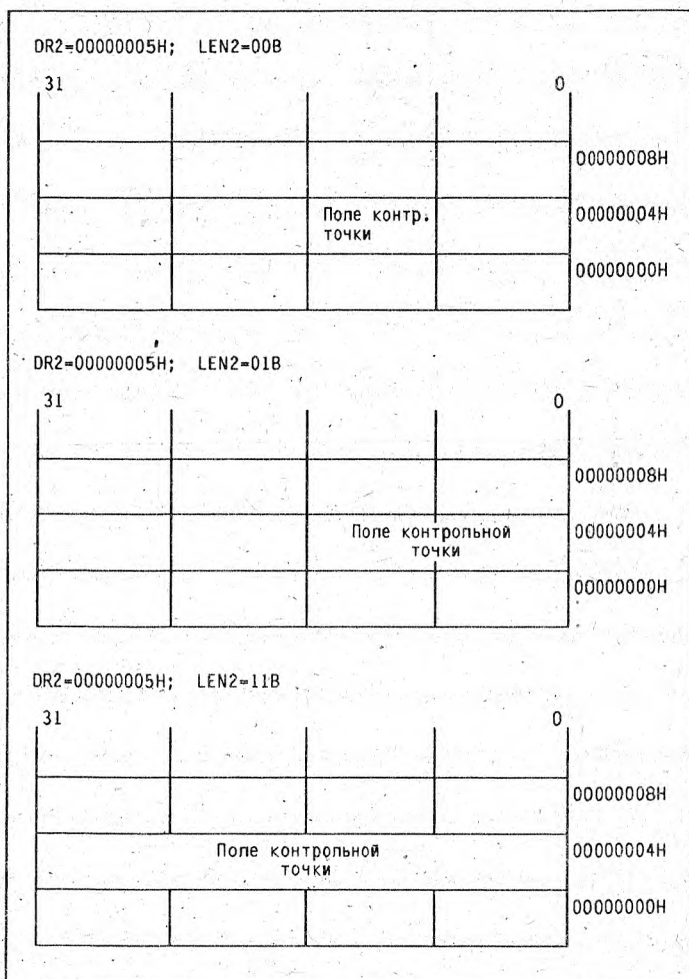 DR2=00000005H; LEN2=00B
31 0
00000008H
Поле контр. 00000004H
точки
00000000H
DR2=00000005H; LEN2=01B
31 0
00000008H
Поле контрольной 00000004H
точки
00000000H
DR2=00000005H; LEN2=11B
31 0
00000008H
Поле контрольной 00000004H
точки
00000000H